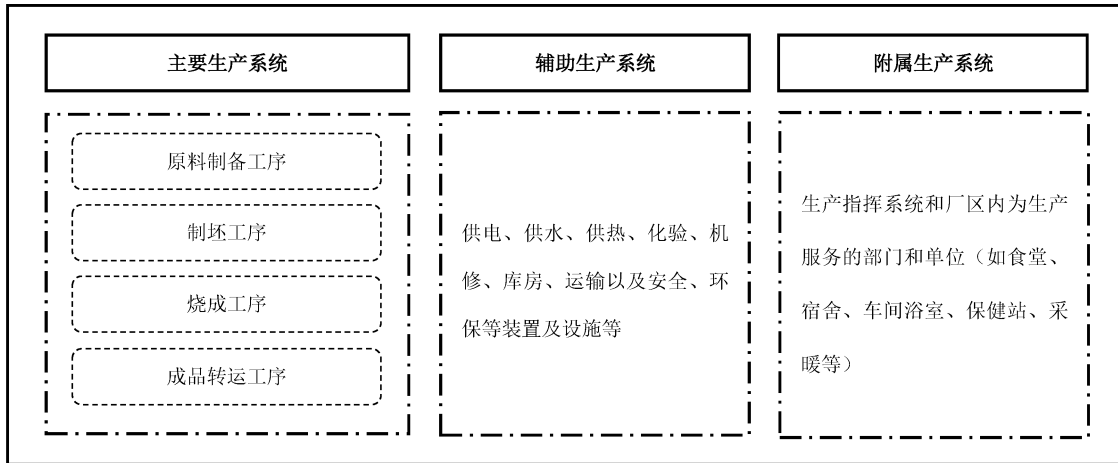 主要生产系统
原料制备工序
制坯工序
烧成工序
成品转运工序
辅助生产系统
供电、供水、供热、化验、机
修、库房、运输以及安全、环
保等装置及设施等
附属生产系统
生产指挥系统和厂区内为生产
服务的部门和单位（如食堂、
宿舍、车间浴室、保健站、采
暖等）